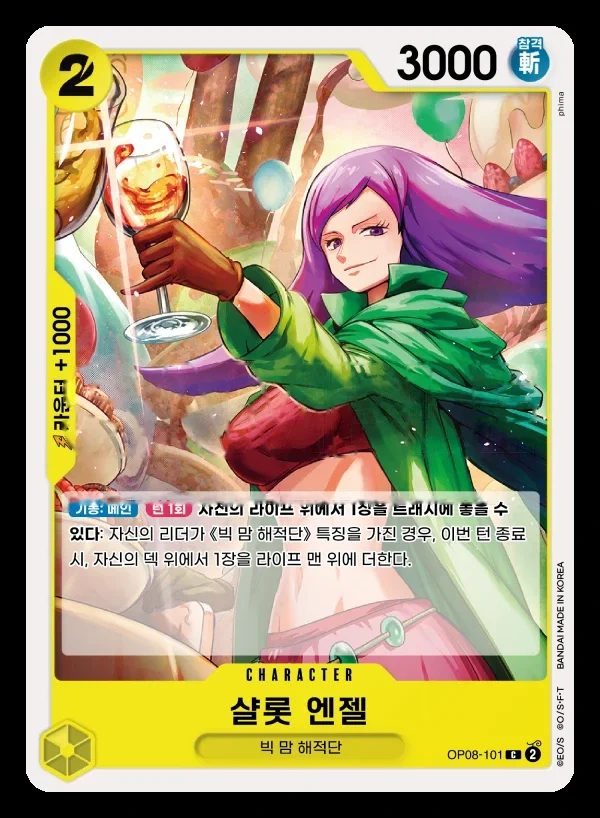 2
3000
참격
斬
phima
카운터 +1000
기동: 메인 턴 1회 자신의 라이프 위에서 1장을 트래시에 놓을 수
있다: 자신의 리더가 《빅 맘 해적단》 특징을 가진 경우, 이번 턴 종료
시, 자신의 덱 위에서 1장을 라이프 맨 위에 더한다.
CHARACTER
샬롯 엔젤
빅 맘 해적단
OP08-101 C 2
©EO/S ©O/S·F·T BANDAI MADE IN KOREA